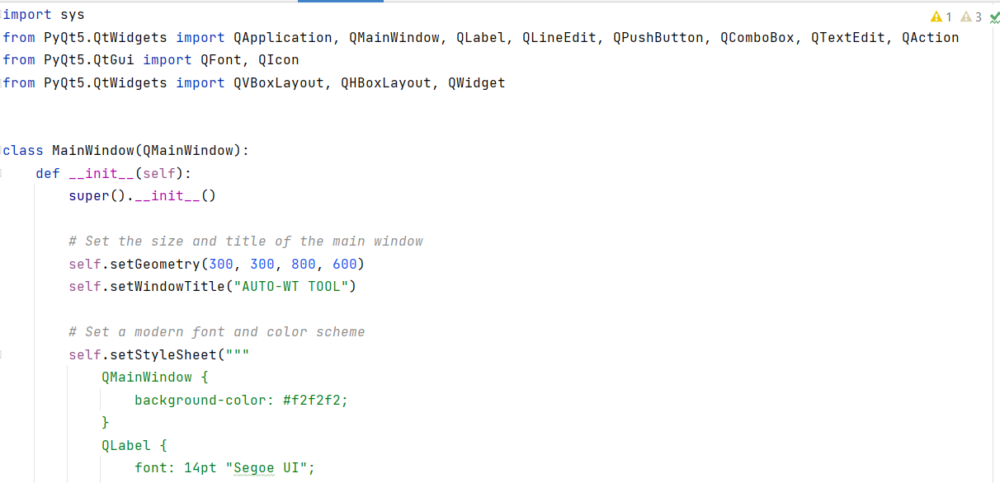 import sys
1 3
from PyQt5.QtWidgets import QApplication, QMainWindow, QLabel, QLineEdit, QPushButton, QComboBox, QTextEdit, QAction
from PyQt5.QtGui import QFont, QIcon
from PyQt5.QtWidgets import QVBoxLayout, QHBoxLayout, QWidget
class MainWindow(QMainWindow):
    def __init__(self):
        super().__init__()
        # Set the size and title of the main window
        self.setGeometry(300, 300, 800, 600)
        self.setWindowTitle("AUTO-WT TOOL")
        # Set a modern font and color scheme
        self.setStyleSheet("""
            QMainWindow {
                background-color: #f2f2f2;
            }
            QLabel {
                font: 14pt "Segoe UI";